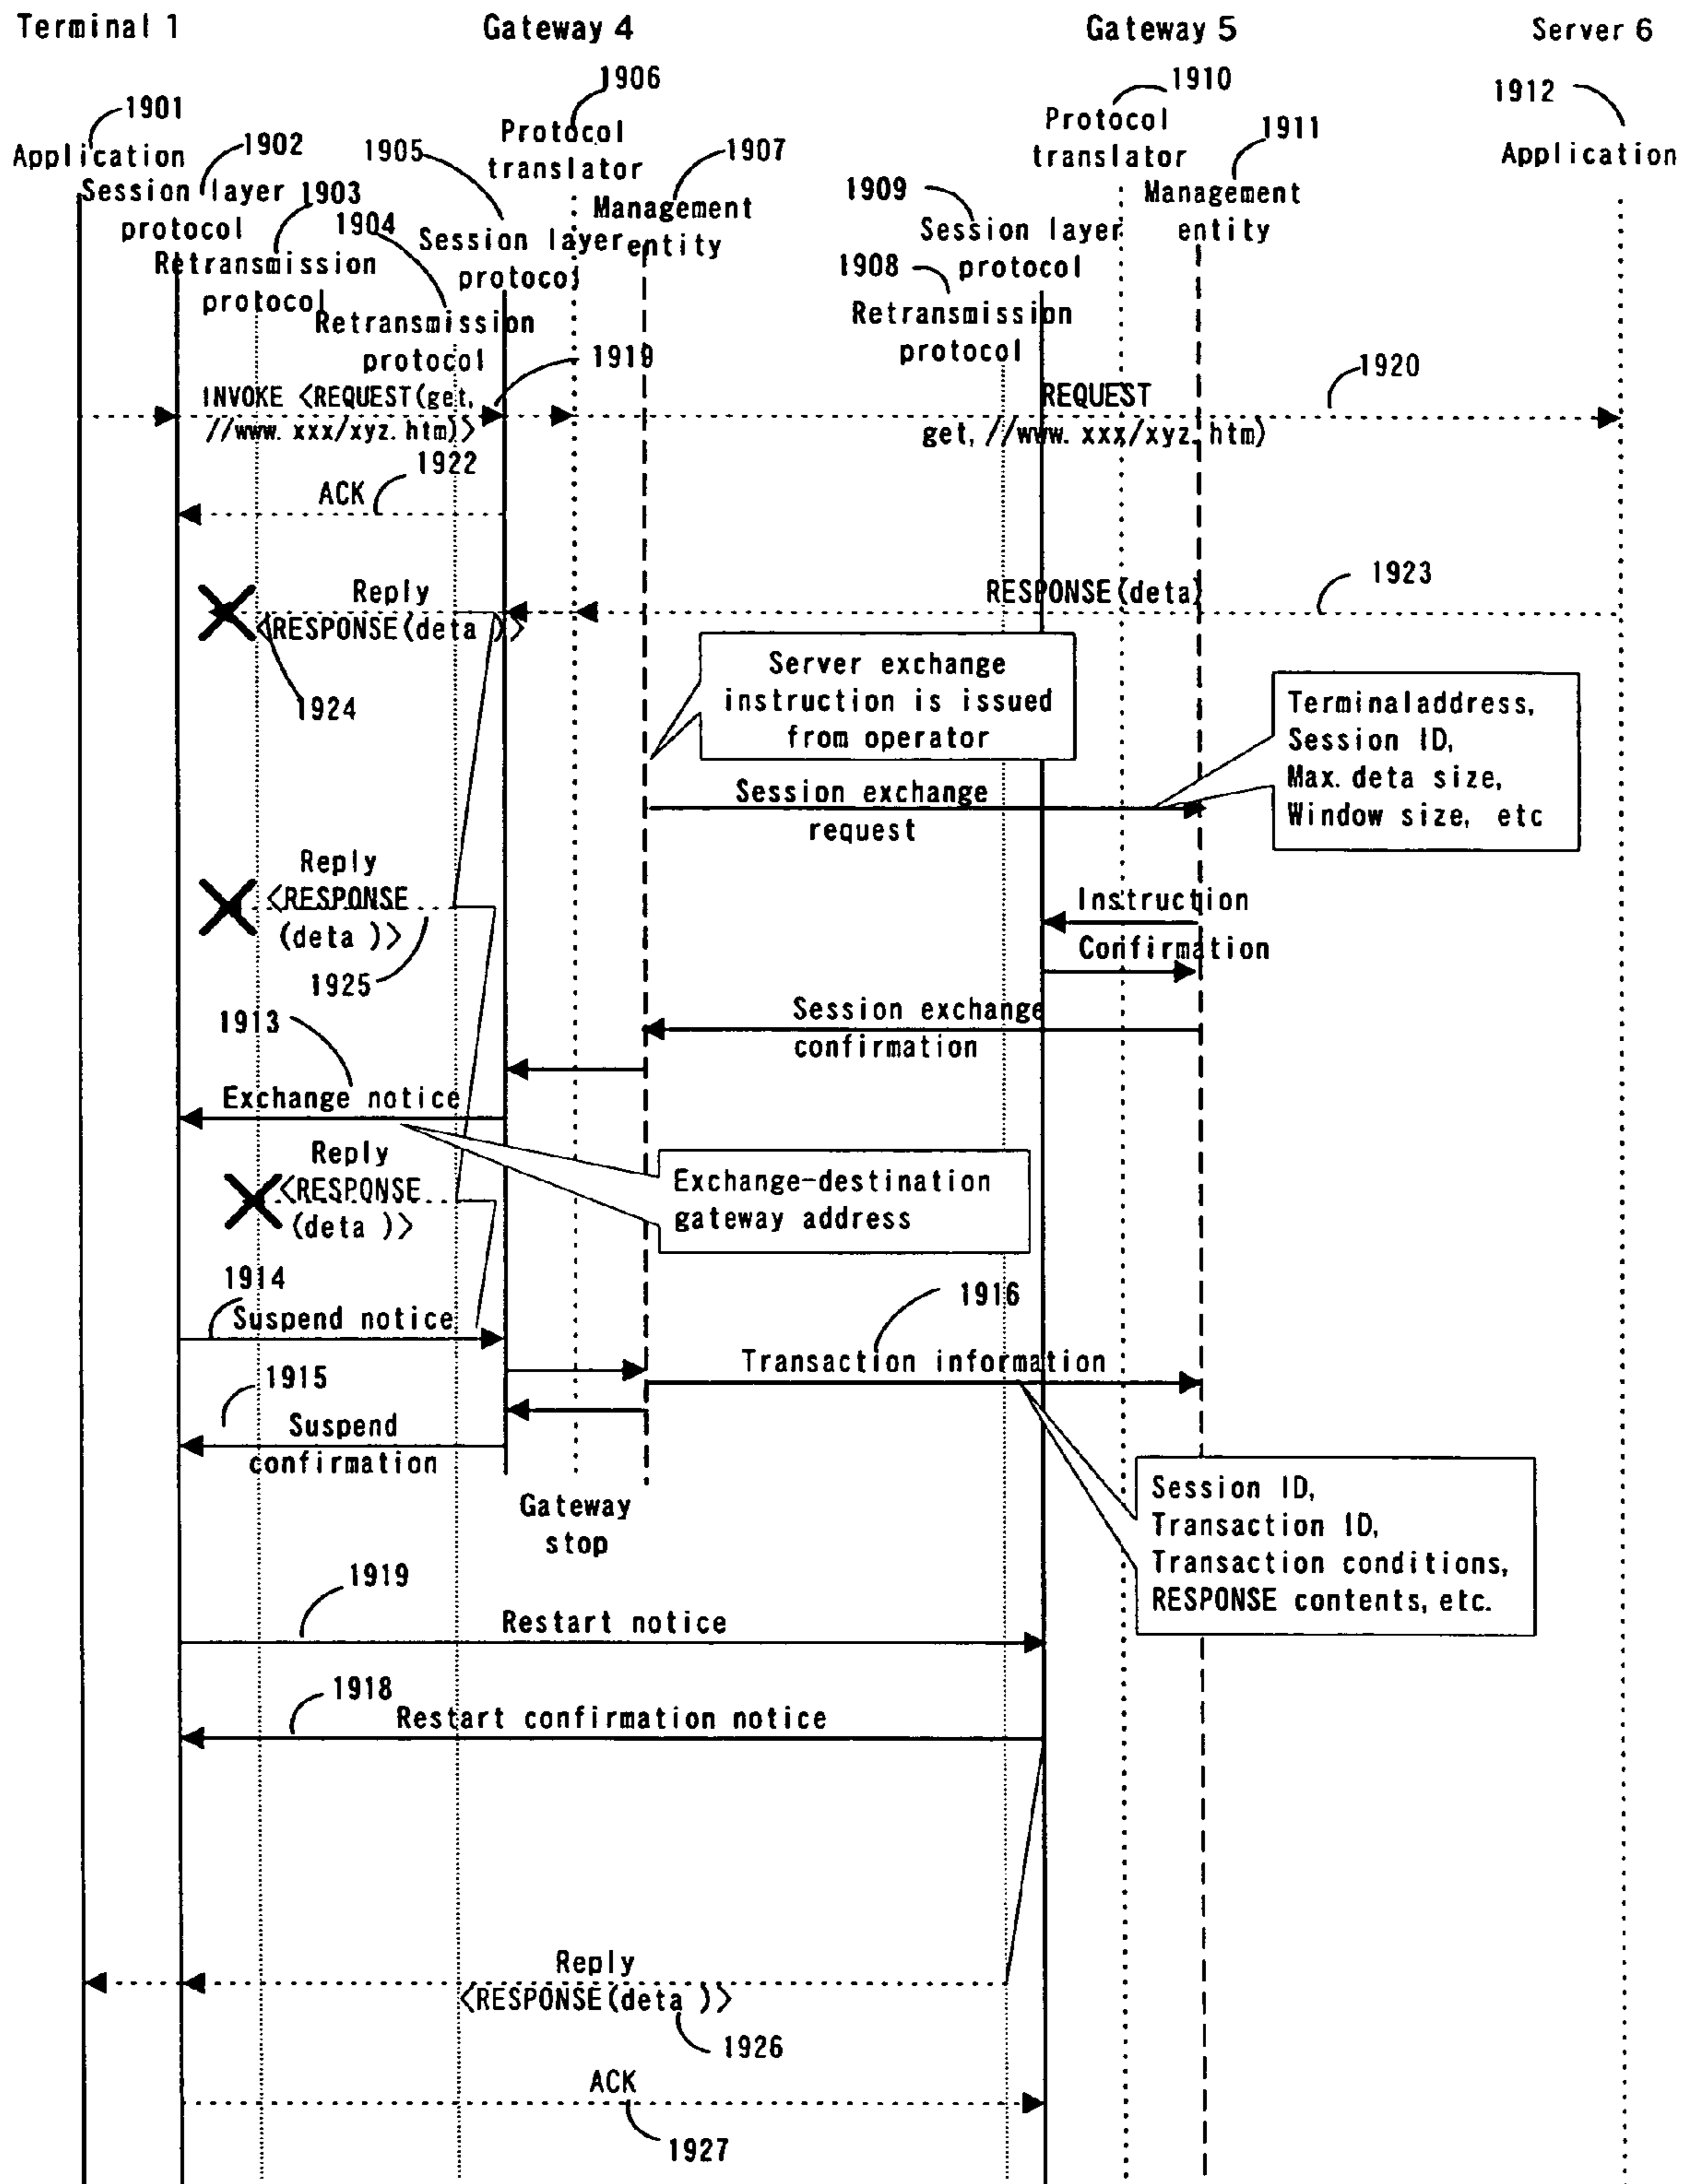 Terminal 1
Gateway 4
Gateway 5
Server 6
1901
Application
1902
Session layer
protocol
1903
Retransmission
protocol
1904
Retransmission
protocol
1905
Session layer
protocol
1906
Protocol
translator
1907
Management
entity
1908
Retransmission
protocol
1909
Session layer
protocol
1910
Protocol
translator
1911
Management
entity
1912
Application
INVOKE <REQUEST(get,
//www.xxx/xyz.htm)>
1919
REQUEST
get,//www.xxx/xyz.htm)
1920
ACK
1922
RESPONSE(deta)
1923
Reply
<RESPONSE(deta )>
1924
Server exchange
instruction is issued
from operator
Terminaladdress,
Session ID,
Max.deta size,
Window size, etc
Session exchange
request
Reply
<RESPONSE
(deta )>
1925
Instruction
Confirmation
Session exchange
confirmation
1913
Exchange notice
Exchange-destination
gateway address
Reply
<RESPONSE
(deta )>
1914
Suspend notice
1916
Transaction information
1915
Suspend
confirmation
Gateway
stop
Session ID,
Transaction ID,
Transaction conditions,
RESPONSE contents, etc.
1919
Restart notice
1918
Restart confirmation notice
Reply
<RESPONSE(deta )>
1926
ACK
1927